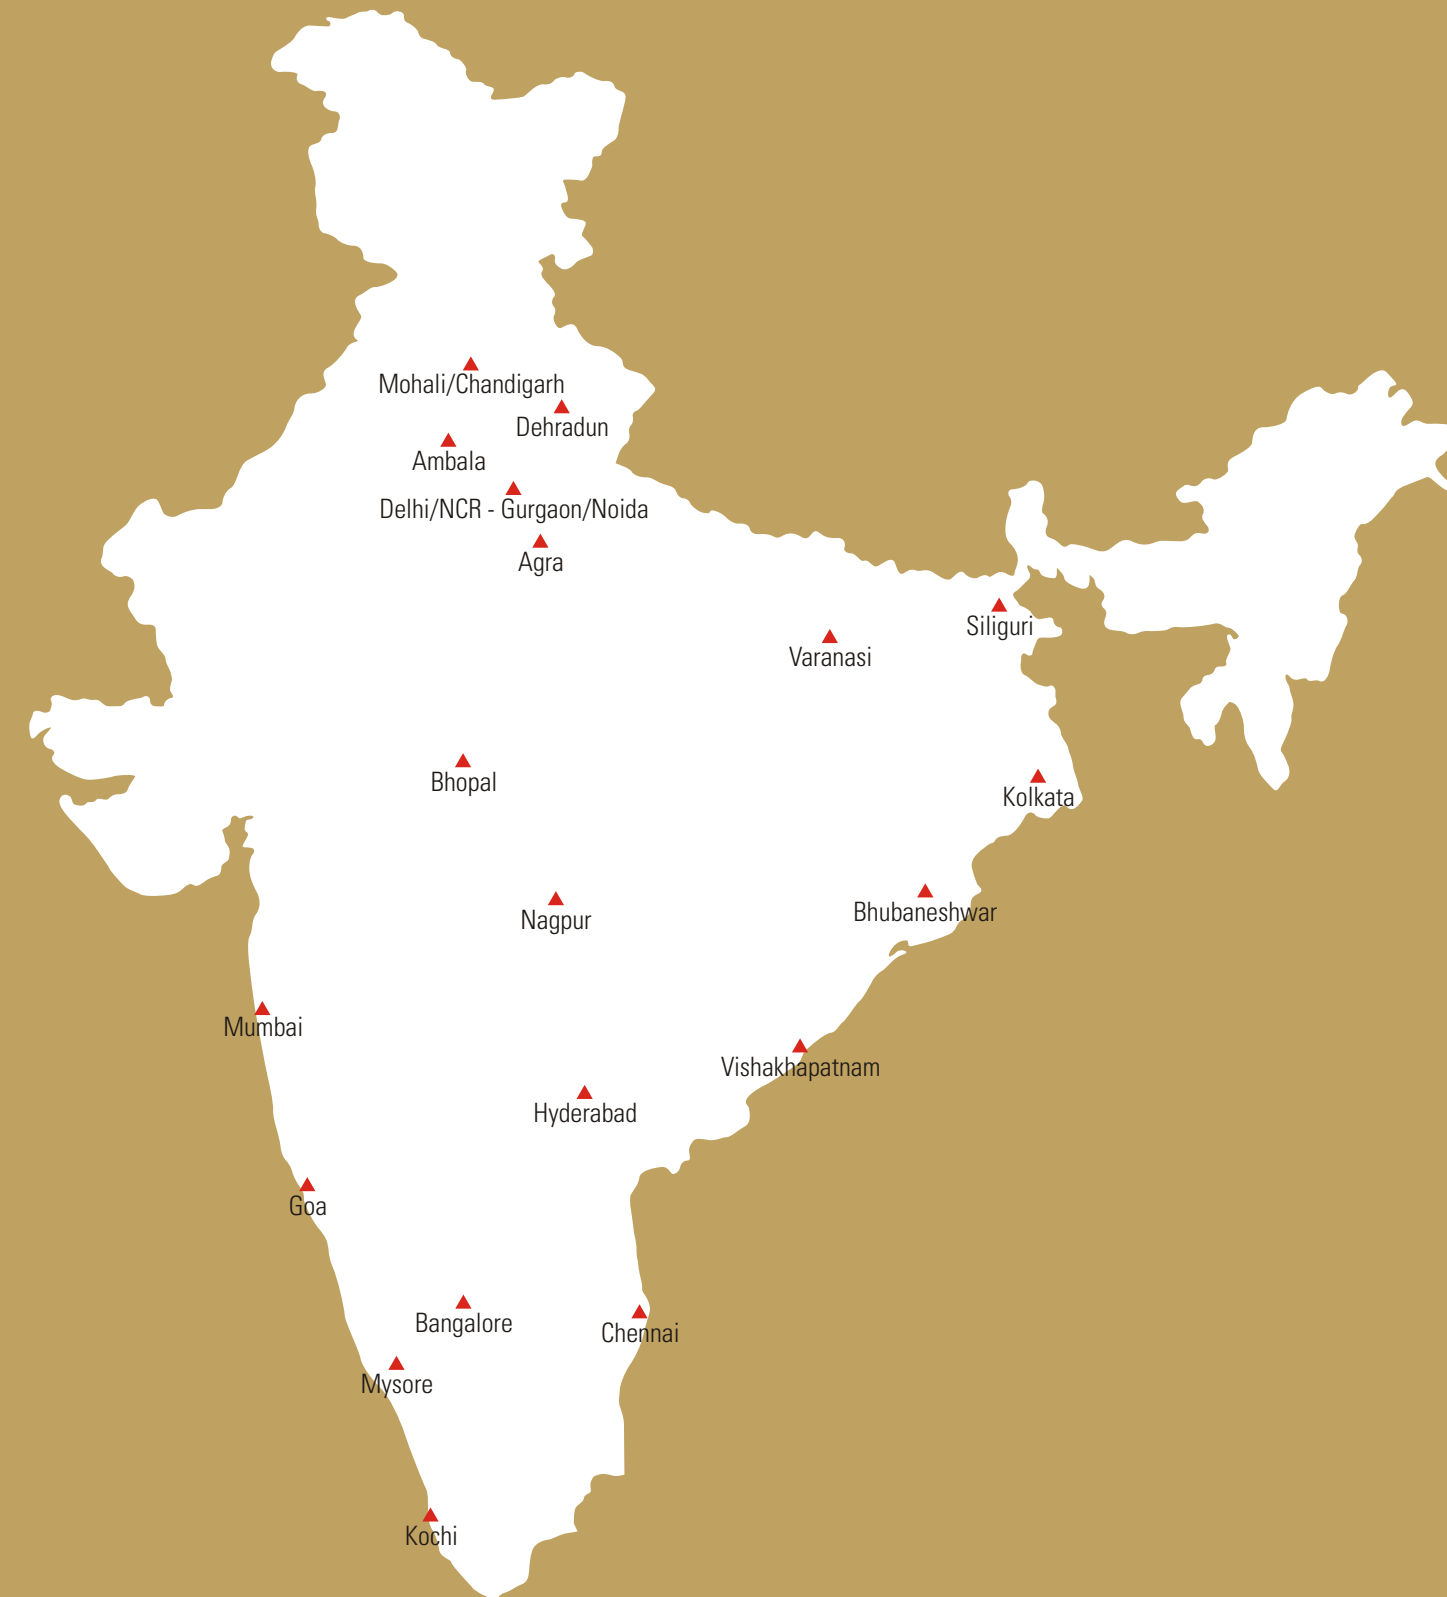 Mohali/Chandigarh
Dehradun
Ambala
Delhi/NCR - Gurgaon/Noida
Agra
Siliguri
Varanasi
Bhopal
Kolkata
Bhubaneshwar
Nagpur
Mumbai
Vishakhapatnam
Hyderabad
Goa
Bangalore
Chennai
Mysore
Kochi